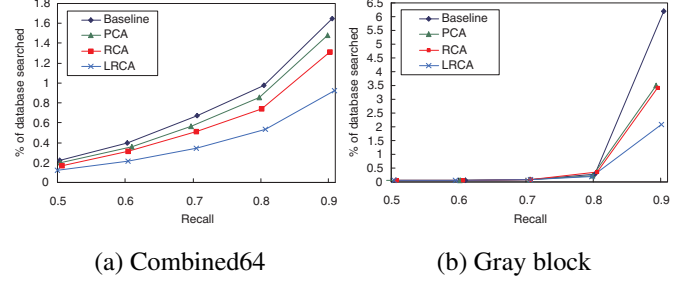 1.8
1.6
1.4
1.2
1
0.8
0.6
0.4
0.2
0
% of database searched
Baseline
PCA
RCA
LRCA
0.5 0.6 0.7 0.8 0.9
Recall
(a) Combined64
6.5
6
5.5
5
4.5
4
3.5
3
2.5
2
1.5
1
0.5
0
% of database searched
Baseline
PCA
RCA
LRCA
0.5 0.6 0.7 0.8 0.9
Recall
(b) Gray block